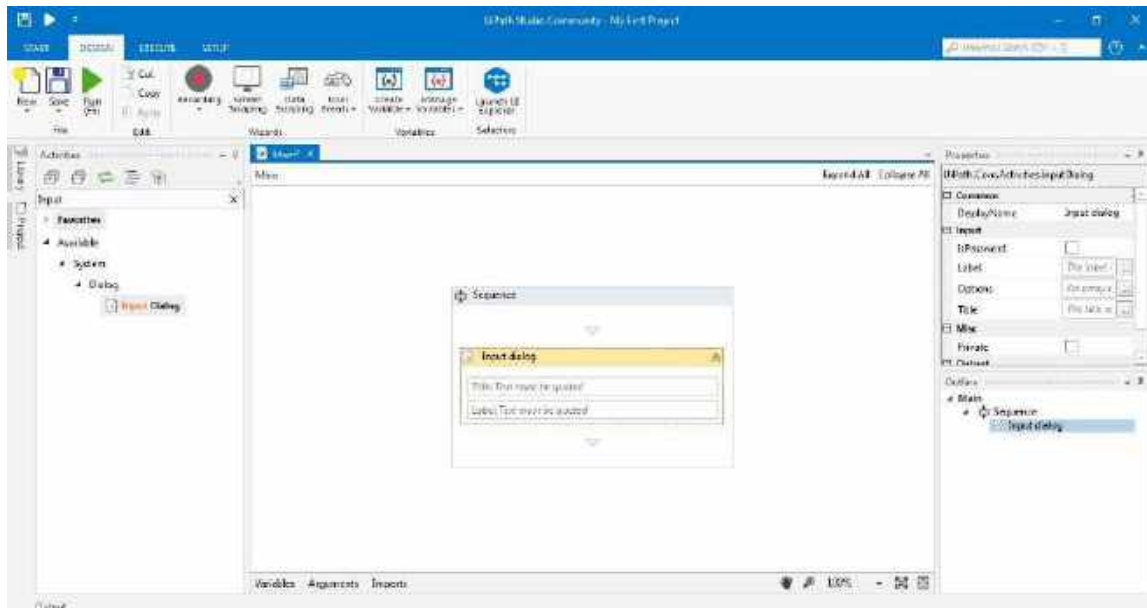 UiPath Studio Community - My First Project
START DESIGN EXECUTE SETUP
New Save Run
Cut
Copy
Recording Screen Scraping Data Scraping User Events Create Variable Manage Variables Launch UI Explorer
File Edit Wizards Variables Selectors
Library
Project
Activities
Input
Favorites
Available
System
Dialog
Input Dialog
Main*
Main
Expand All Collapse All
Sequence
Input dialog
Title: Text must be quoted
Label: Text must be quoted
Variables Arguments Imports
100%
Properties
UiPath.Core.Activities.InputDialog
Common
DisplayName Input dialog
Input
IsPassword
Label
Options
Title
Misc
Private
Output
Outline
Main
Sequence
Input dialog
Output